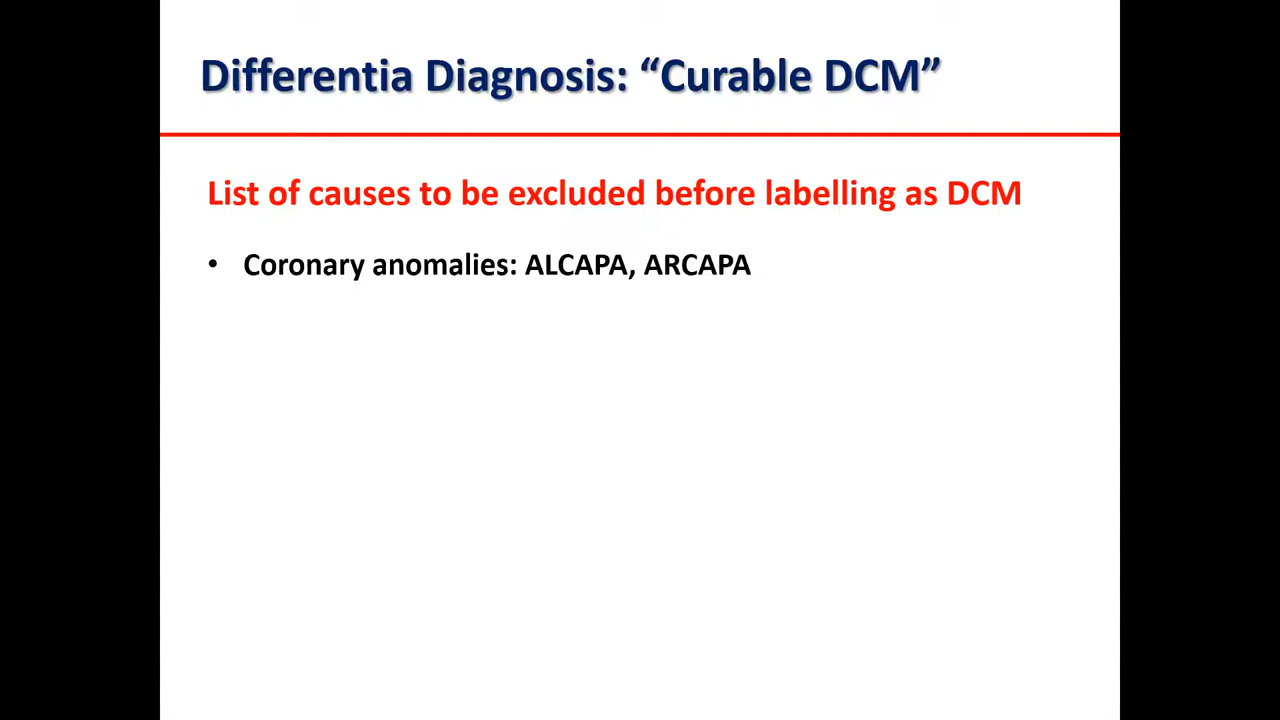 Differentia Diagnosis: “Curable DCM”
List of causes to be excluded before labelling as DCM
• Coronary anomalies: ALCAPA, ARCAPA